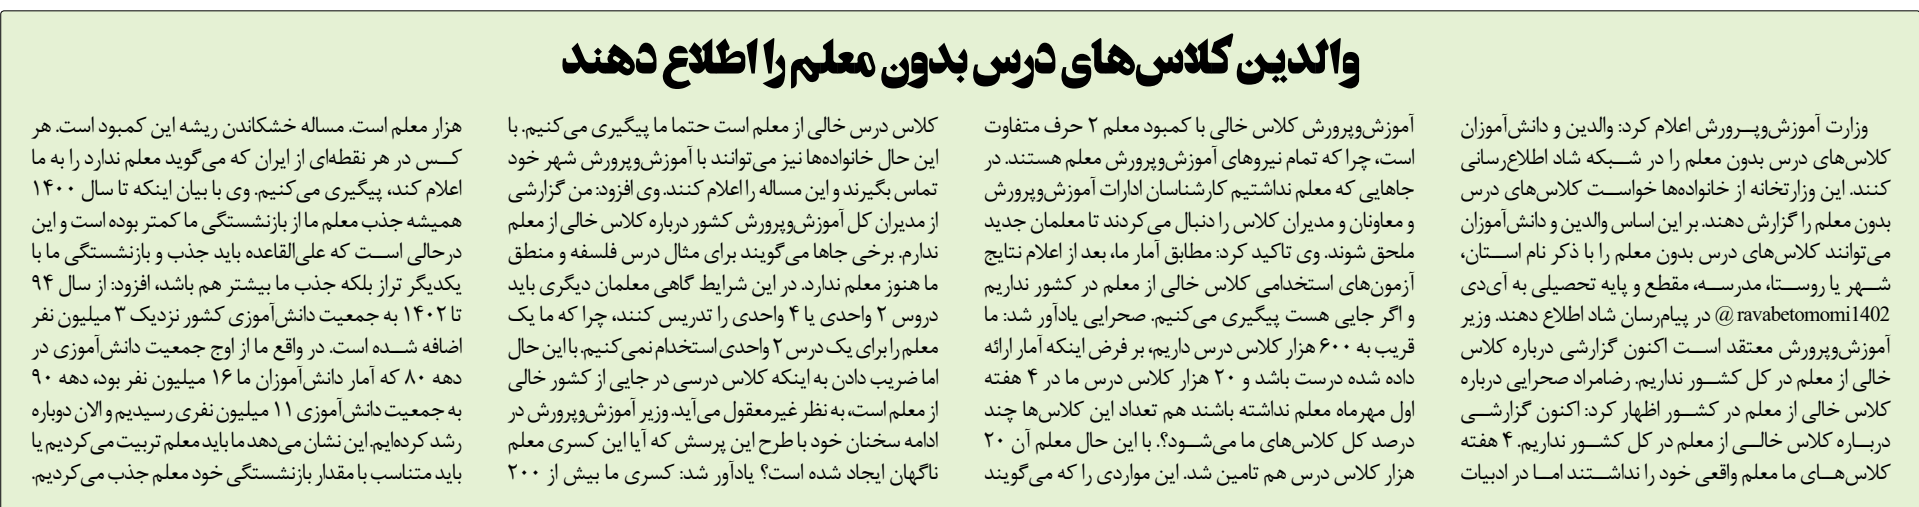 والدین کلاس‌های درس بدون معلم را اطلاع دهند
وزارت آموزش‌وپرورش اعلام کرد: والدین و دانش‌آموزان
کلاس‌های درس بدون معلم را در شبکه شاد اطلاع‌رسانی
کنند. این وزارتخانه از خانواده‌ها خواست کلاس‌های درس
بدون معلم را گزارش دهند. بر این اساس والدین و دانش‌آموزان
می‌توانند کلاس‌های درس بدون معلم را با ذکر نام استان،
شهر یا روستا، مدرسه، مقطع و پایه تحصیلی به آی‌دی
ravabetomomi1402@ در پیام‌رسان شاد اطلاع دهند. وزیر
آموزش‌وپرورش معتقد است اکنون گزارشی درباره کلاس
خالی از معلم در کل کشور نداریم. رضامراد صحرایی درباره
کلاس خالی از معلم در کشور اظهار کرد: اکنون گزارشی
درباره کلاس خالی از معلم در کل کشور نداریم. ۴ هفته
کلاس‌های ما معلم واقعی خود را نداشتند اما در ادبیات
آموزش‌وپرورش کلاس خالی با کمبود معلم ۲ حرف متفاوت
است، چرا که تمام نیروهای آموزش‌وپرورش معلم هستند. در
جاهایی که معلم نداشتیم کارشناسان ادارات آموزش‌وپرورش
و معاونان و مدیران کلاس را دنبال می‌کردند تا معلمان جدید
ملحق شوند. وی تاکید کرد: مطابق آمار ما، بعد از اعلام نتایج
آزمون‌های استخدامی کلاس خالی از معلم در کشور نداریم
و اگر جایی هست پیگیری می‌کنیم. صحرایی یادآور شد: ما
قریب به ۶۰۰ هزار کلاس درس داریم، بر فرض اینکه آمار ارائه
داده شده درست باشد و ۲۰ هزار کلاس درس ما در ۴ هفته
اول مهرماه معلم نداشته باشند هم تعداد این کلاس‌ها چند
درصد کل کلاس‌های ما می‌شود؟. با این حال معلم آن ۲۰
هزار کلاس درس هم تامین شد. این مواردی را که می‌گویند
کلاس درس خالی از معلم است حتما ما پیگیری می‌کنیم. با
این حال خانواده‌ها نیز می‌توانند با آموزش‌وپرورش شهر خود
تماس بگیرند و این مساله را اعلام کنند. وی افزود: من گزارشی
از مدیران کل آموزش‌وپرورش کشور درباره کلاس خالی از معلم
ندارم. برخی جاها می‌گویند برای مثال درس فلسفه و منطق
ما هنوز معلم ندارد. در این شرایط گاهی معلمان دیگری باید
دروس ۲ واحدی یا ۴ واحدی را تدریس کنند، چرا که ما یک
معلم را برای یک درس ۲ واحدی استخدام نمی‌کنیم. با این حال
اما ضریب دادن به اینکه کلاس درسی در جایی از کشور خالی
از معلم است، به نظر غیرمعقول می‌آید. وزیر آموزش‌وپرورش در
ادامه سخنان خود با طرح این پرسش که آیا این کسری معلم
ناگهان ایجاد شده است؟ یادآور شد: کسری ما بیش از ۲۰۰
هزار معلم است. مساله خشکاندن ریشه این کمبود است. هر
کس در هر نقطه‌ای از ایران که می‌گوید معلم ندارد را به ما
اعلام کند، پیگیری می‌کنیم. وی با بیان اینکه تا سال ۱۴۰۰
همیشه جذب معلم ما از بازنشستگی ما کمتر بوده است و این
درحالی است که علی‌القاعده باید جذب و بازنشستگی ما با
یکدیگر تراز بلکه جذب ما بیشتر هم باشد، افزود: از سال ۹۴
تا ۱۴۰۲ به جمعیت دانش‌آموزی کشور نزدیک ۳ میلیون نفر
اضافه شده است. در واقع ما از اوج جمعیت دانش‌آموزی در
دهه ۸۰ که آمار دانش‌آموزان ما ۱۶ میلیون نفر بود، دهه ۹۰
به جمعیت دانش‌آموزی ۱۱ میلیون نفری رسیدیم و الان دوباره
رشد کرده‌ایم. این نشان می‌دهد ما باید معلم تربیت می‌کردیم یا
باید متناسب با مقدار بازنشستگی خود معلم جذب می‌کردیم.